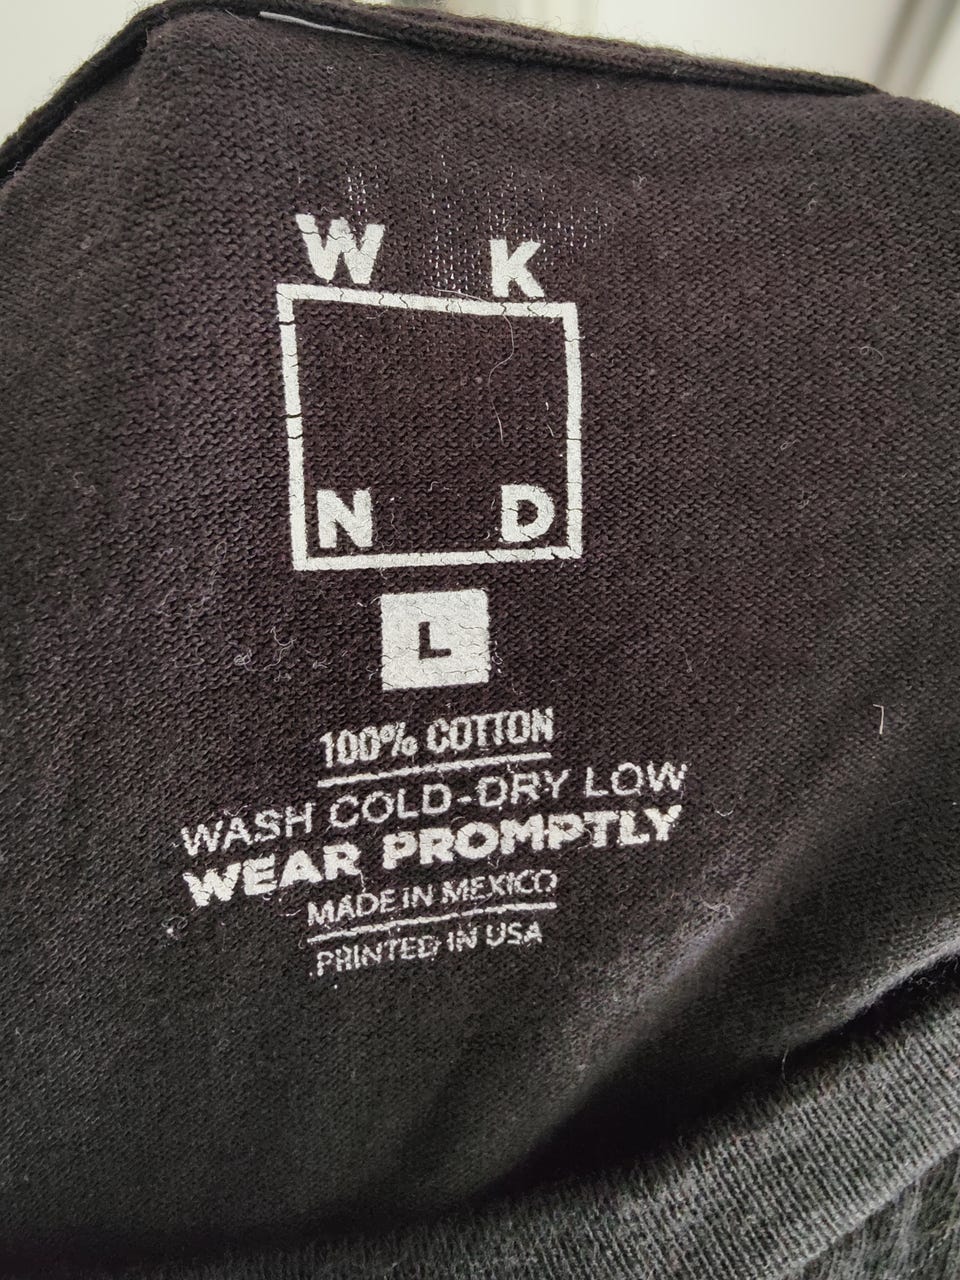 W K
N D
L
100% COTTON
WASH COLD-DRY LOW
WEAR PROMPTLY
MADE IN MEXICO
PRINTED IN USA